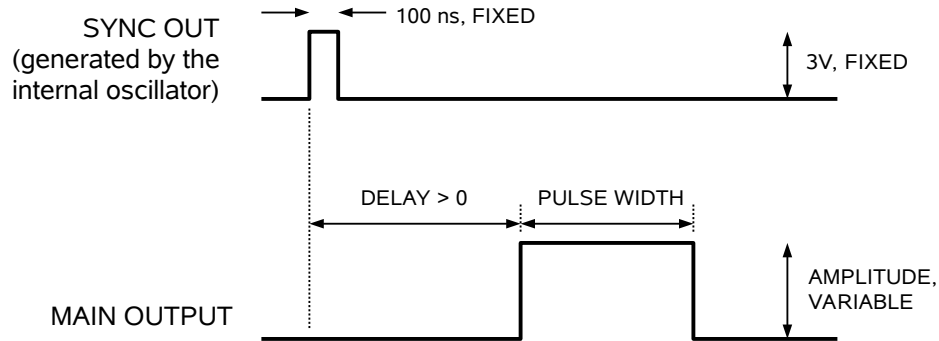 100 ns, FIXED
SYNC OUT
(generated by the
internal oscillator)
3V, FIXED
DELAY > 0
PULSE WIDTH
AMPLITUDE,
VARIABLE
MAIN OUTPUT